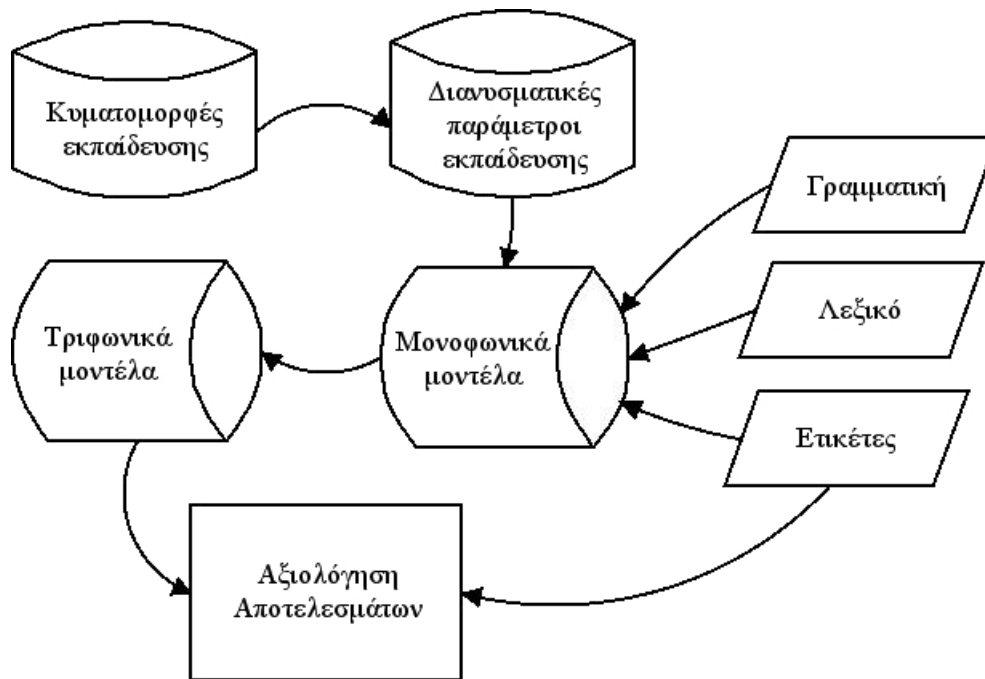 Κυματομορφές
εκπαίδευσης
Διανυσματικές
παράμετροι
εκπαίδευσης
Γραμματική
Τριφωνικά
μοντέλα
Μονοφωνικά
μοντέλα
Λεξικό
Ετικέτες
Αξιολόγηση
Αποτελεσμάτων